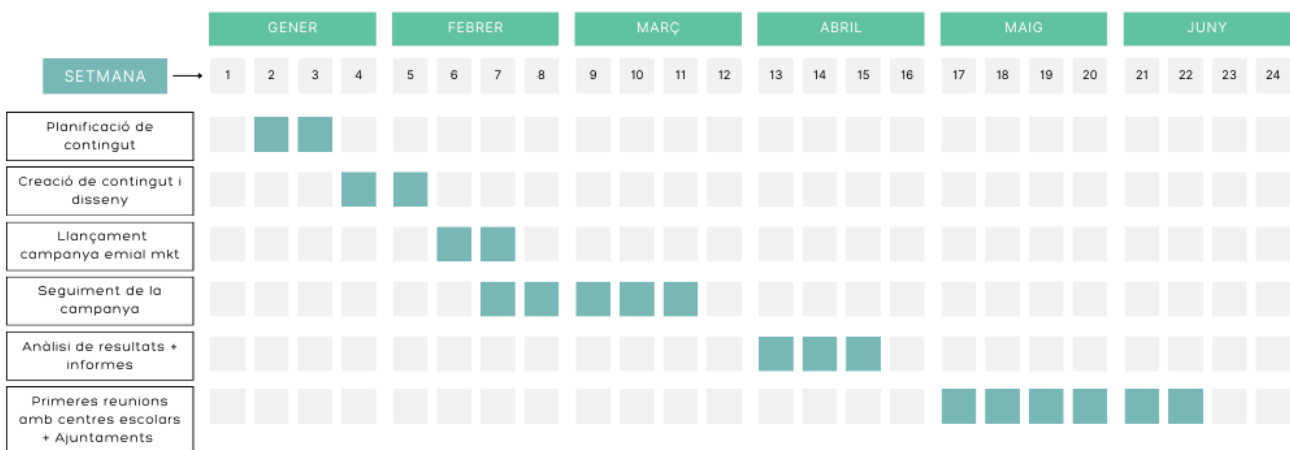 GENER FEBRER MARÇ ABRIL MAIG JUNY
SETMANA 1 2 3 4 5 6 7 8 9 10 11 12 13 14 15 16 17 18 19 20 21 22 23 24
Planificació de
contingut
Creació de contingut i
disseny
Llançament
campanya emial mkt
Seguiment de la
campanya
Anàlisi de resultats +
informes
Primeres reunions
amb centres escolars
+ Ajuntaments